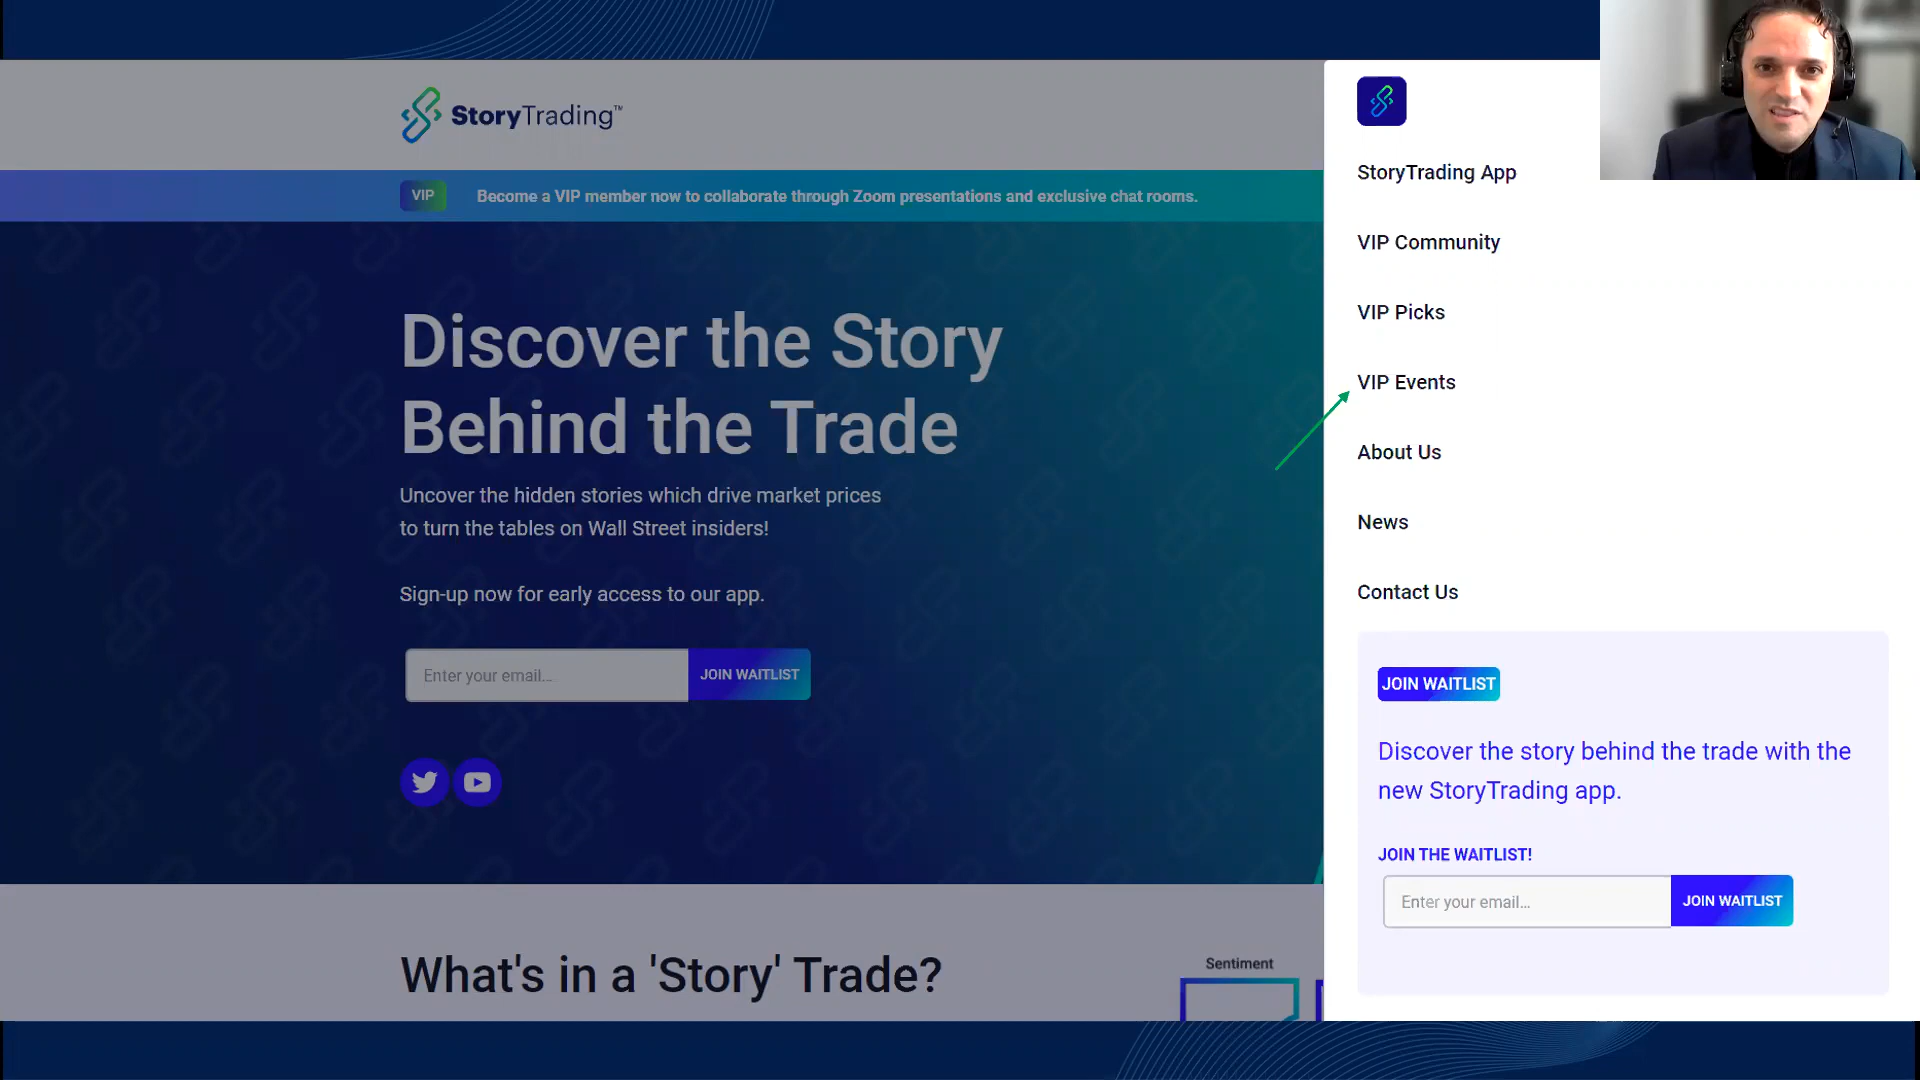 StoryTrading™
VIP
Become a VIP member now to collaborate through Zoom presentations and exclusive chat rooms.
Discover the Story
Behind the Trade
Uncover the hidden stories which drive market prices
to turn the tables on Wall Street insiders!
Sign-up now for early access to our app.
Enter your email...
JOIN WAITLIST
What's in a 'Story' Trade?
Sentiment
StoryTrading App
VIP Community
VIP Picks
VIP Events
About Us
News
Contact Us
JOIN WAITLIST
Discover the story behind the trade with the
new StoryTrading app.
JOIN THE WAITLIST!
Enter your email...
JOIN WAITLIST